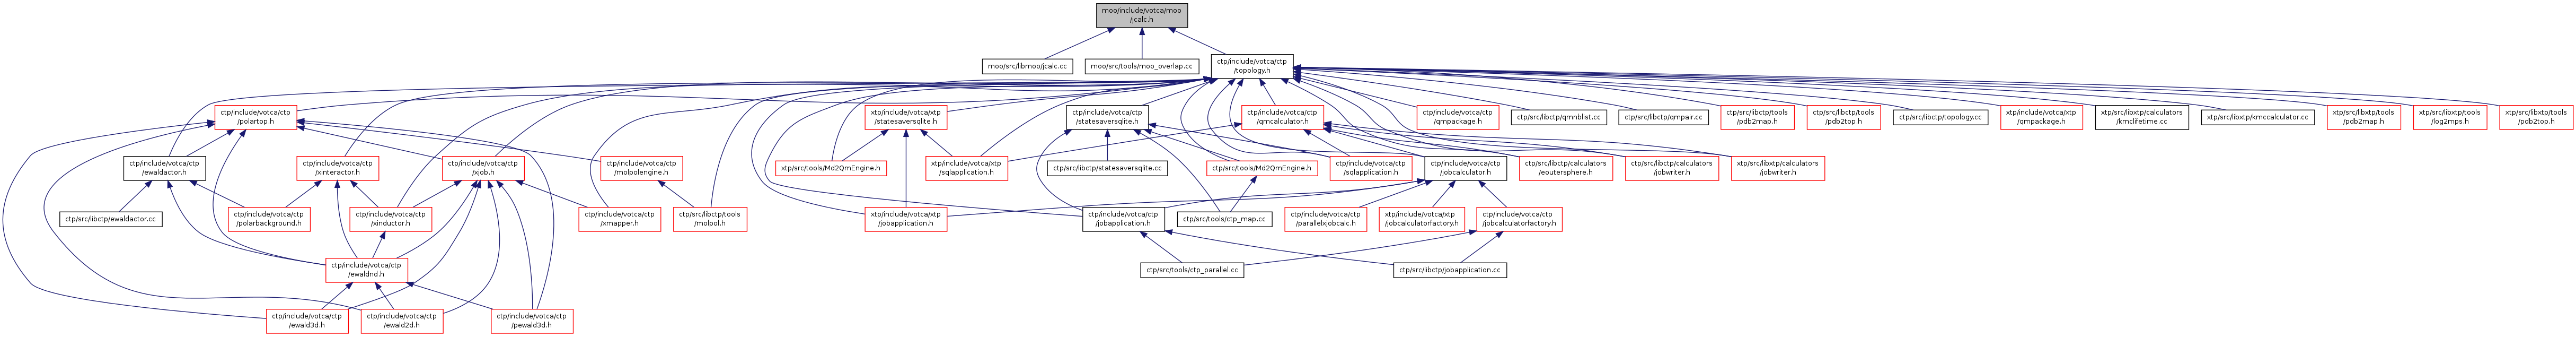 moo/include/votca/moo
/jcalc.h
moo/src/libmoo/jcalc.cc
moo/src/tools/moo_overlap.cc
ctp/include/votca/ctp
/topology.h
ctp/include/votca/ctp
/polartop.h
xtp/include/votca/xtp
/statesaversqlite.h
ctp/include/votca/ctp
/statesaversqlite.h
ctp/include/votca/ctp
/qmcalculator.h
ctp/include/votca/ctp
/qmpackage.h
ctp/src/libctp/qmnblist.cc
ctp/src/libctp/qmpair.cc
ctp/src/libctp/tools
/pdb2map.h
ctp/src/libctp/tools
/pdb2top.h
ctp/src/libctp/topology.cc
xtp/include/votca/xtp
/qmpackage.h
xtp/src/libxtp/calculators
/kmclifetime.cc
xtp/src/libxtp/kmccalculator.cc
xtp/src/libxtp/tools
/pdb2map.h
xtp/src/libxtp/tools
/log2mps.h
xtp/src/libxtp/tools
/pdb2top.h
ctp/include/votca/ctp
/ewaldactor.h
ctp/include/votca/ctp
/xinteractor.h
ctp/include/votca/ctp
/xjob.h
ctp/include/votca/ctp
/molpolengine.h
xtp/src/tools/Md2QmEngine.h
xtp/include/votca/xtp
/sqlapplication.h
ctp/src/libctp/statesaversqlite.cc
ctp/src/tools/Md2QmEngine.h
ctp/include/votca/ctp
/sqlapplication.h
ctp/include/votca/ctp
/jobcalculator.h
ctp/src/libctp/calculators
/eoutersphere.h
ctp/src/libctp/calculators
/jobwriter.h
xtp/src/libxtp/calculators
/jobwriter.h
ctp/src/libctp/ewaldactor.cc
ctp/include/votca/ctp
/polarbackground.h
ctp/include/votca/ctp
/xinductor.h
ctp/include/votca/ctp
/xmapper.h
ctp/src/libctp/tools
/molpol.h
xtp/include/votca/xtp
/jobapplication.h
ctp/include/votca/ctp
/jobapplication.h
ctp/src/tools/ctp_map.cc
ctp/include/votca/ctp
/parallelxjobcalc.h
xtp/include/votca/xtp
/jobcalculatorfactory.h
ctp/include/votca/ctp
/jobcalculatorfactory.h
ctp/include/votca/ctp
/ewaldnd.h
ctp/src/tools/ctp_parallel.cc
ctp/src/libctp/jobapplication.cc
ctp/include/votca/ctp
/ewald3d.h
ctp/include/votca/ctp
/ewald2d.h
ctp/include/votca/ctp
/pewald3d.h